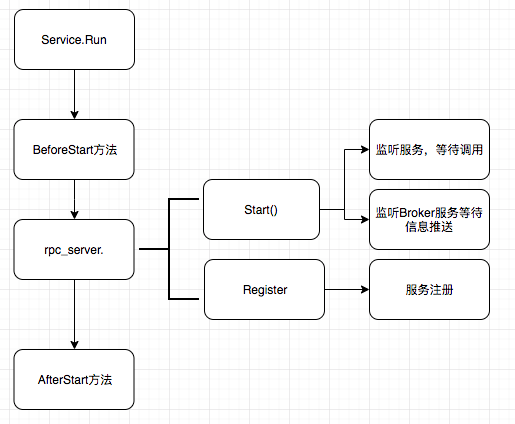 Service.Run
BeforeStart方法
rpc_server.
AfterStart方法
Start()
Register
监听服务，等待调用
监听Broker服务等待
信息推送
服务注册